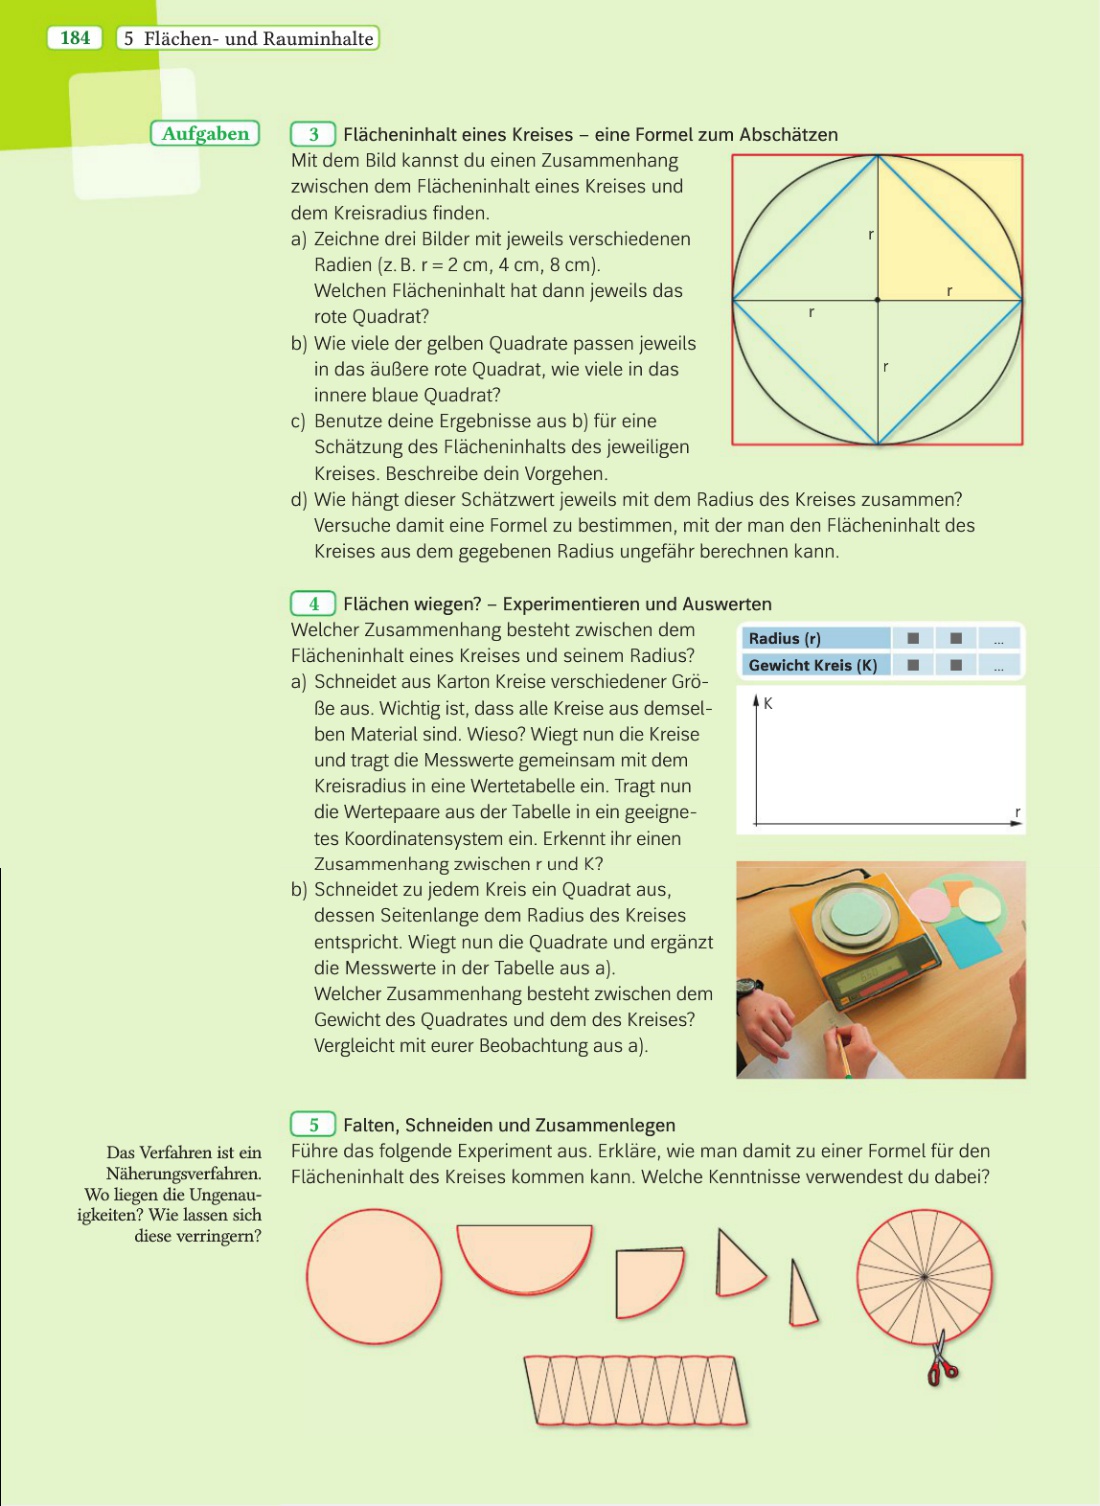 184
5 Flächen- und Rauminhalte
Aufgaben
3 Flächeninhalt eines Kreises – eine Formel zum Abschätzen
Mit dem Bild kannst du einen Zusammenhang
zwischen dem Flächeninhalt eines Kreises und
dem Kreisradius finden.
a) Zeichne drei Bilder mit jeweils verschiedenen
Radien (z. B. r = 2 cm, 4 cm, 8 cm).
Welchen Flächeninhalt hat dann jeweils das
rote Quadrat?
b) Wie viele der gelben Quadrate passen jeweils
in das äußere rote Quadrat, wie viele in das
innere blaue Quadrat?
c) Benutze deine Ergebnisse aus b) für eine
Schätzung des Flächeninhalts des jeweiligen
Kreises. Beschreibe dein Vorgehen.
r
r
r
r
d) Wie hängt dieser Schätzwert jeweils mit dem Radius des Kreises zusammen?
Versuche damit eine Formel zu bestimmen, mit der man den Flächeninhalt des
Kreises aus dem gegebenen Radius ungefähr berechnen kann.
4 Flächen wiegen? – Experimentieren und Auswerten
Welcher Zusammenhang besteht zwischen dem
Flächeninhalt eines Kreises und seinem Radius?
a) Schneidet aus Karton Kreise verschiedener Grö-
ße aus. Wichtig ist, dass alle Kreise aus demsel-
ben Material sind. Wieso? Wiegt nun die Kreise
und tragt die Messwerte gemeinsam mit dem
Kreisradius in eine Wertetabelle ein. Tragt nun
die Wertepaare aus der Tabelle in ein geeigne-
tes Koordinatensystem ein. Erkennt ihr einen
Zusammenhang zwischen r und K?
b) Schneidet zu jedem Kreis ein Quadrat aus,
dessen Seitenlange dem Radius des Kreises
entspricht. Wiegt nun die Quadrate und ergänzt
die Messwerte in der Tabelle aus a).
Welcher Zusammenhang besteht zwischen dem
Gewicht des Quadrates und dem des Kreises?
Vergleicht mit eurer Beobachtung aus a).
Radius (r) ■ ■ ...
Gewicht Kreis (K) ■ ■ ...
K
r
5 Falten, Schneiden und Zusammenlegen
Führe das folgende Experiment aus. Erkläre, wie man damit zu einer Formel für den
Flächeninhalt des Kreises kommen kann. Welche Kenntnisse verwendest du dabei?
Das Verfahren ist ein
Näherungsverfahren.
Wo liegen die Ungenau-
igkeiten? Wie lassen sich
diese verringern?